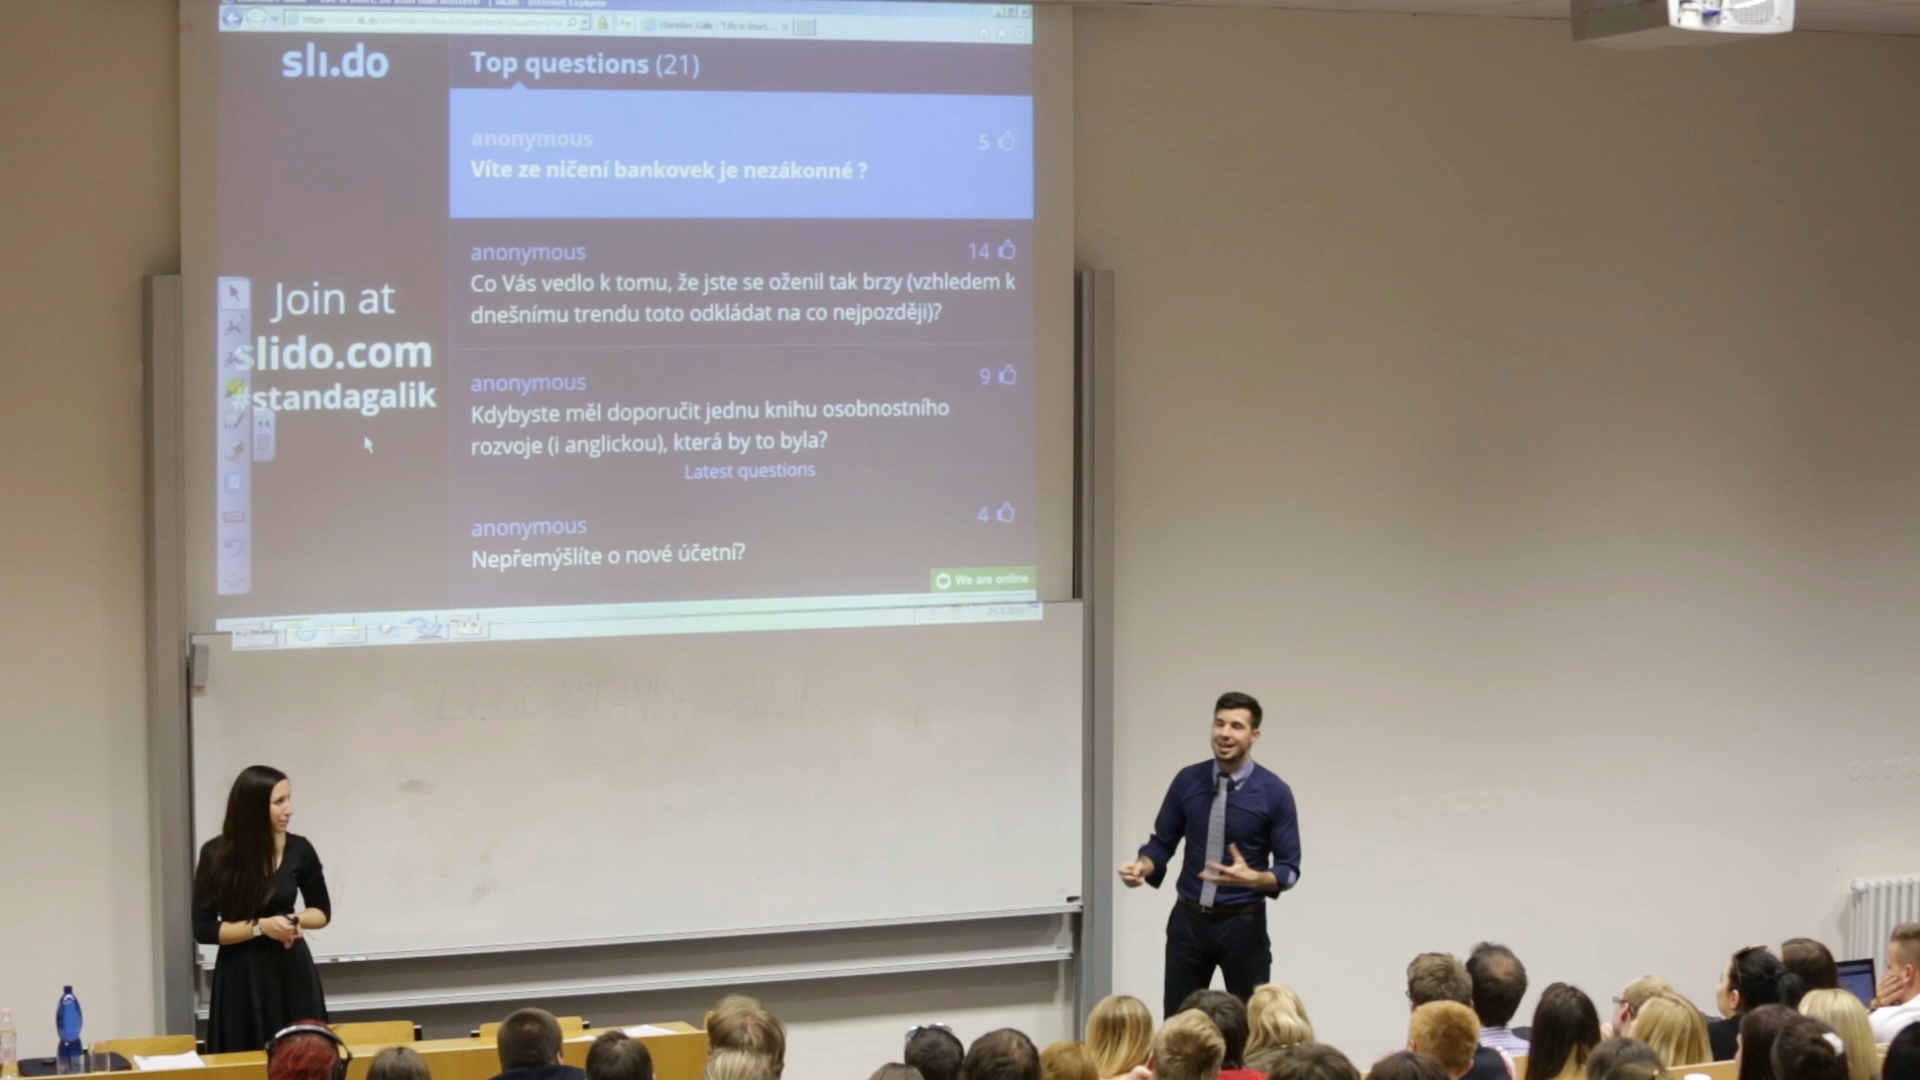 sli.do
Top questions (21)
anonymous
5
Víte ze ničení bankovek je nezákonné ?
anonymous
14
Co Vás vedlo k tomu, že jste se oženil tak brzy (vzhledem k
dnešnímu trendu toto odkládat na co nejpozději)?
Join at
slido.com
#standagalik
anonymous
9
Kdybyste měl doporučit jednu knihu osobnostního
rozvoje (i anglickou), která by to byla?
Latest questions
anonymous
4
Nepřemýšlíte o nové účetní?
We are online